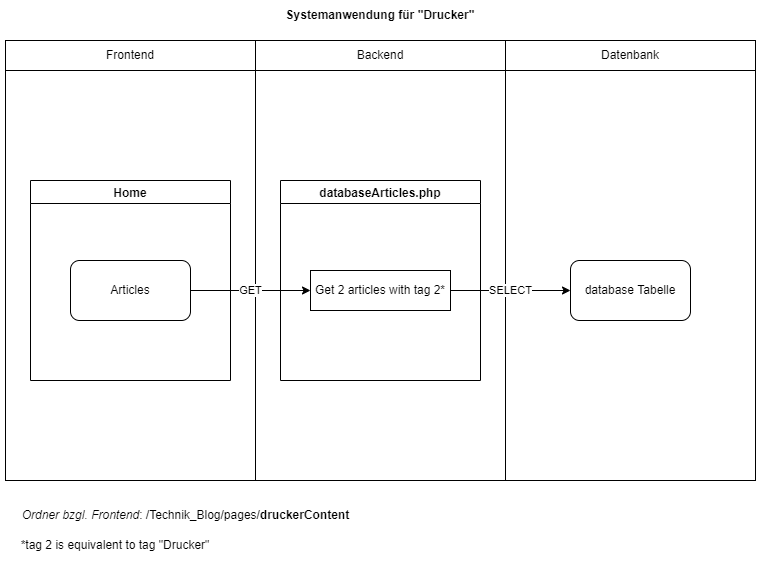 Systemanwendung für "Drucker"
Frontend
Backend
Datenbank
Home
databaseArticles.php
Articles
GET
Get 2 articles with tag 2*
SELECT
database Tabelle
Ordner bzgl. Frontend: /Technik_Blog/pages/druckerContent
*tag 2 is equivalent to tag "Drucker"